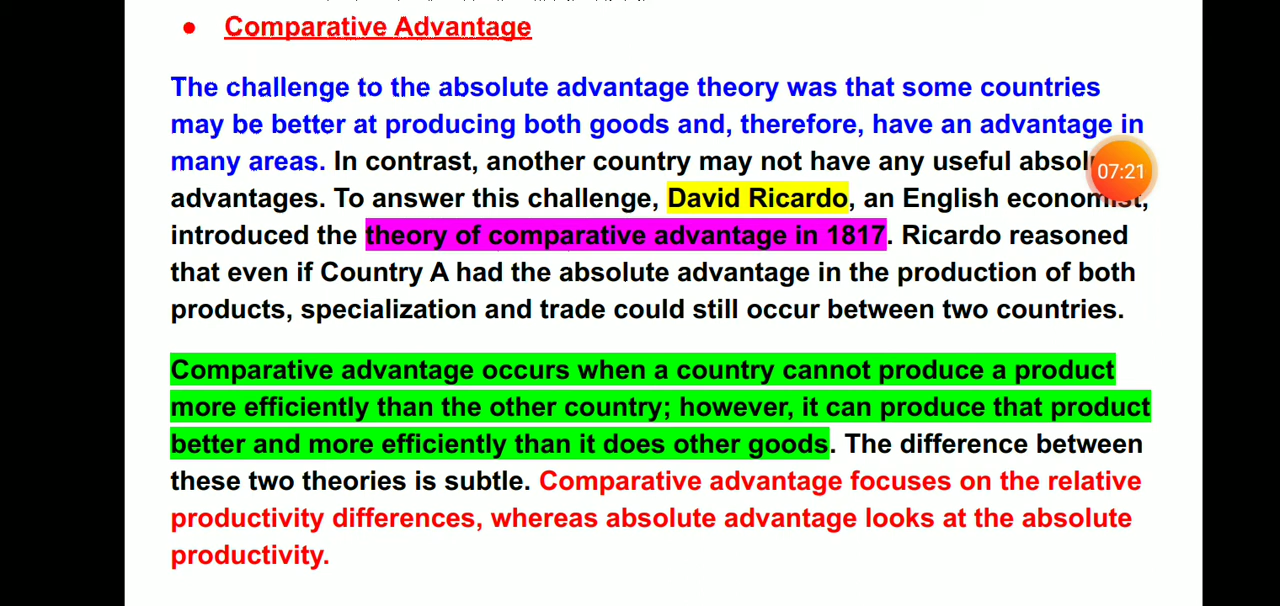 Comparative Advantage
The challenge to the absolute advantage theory was that some countries
may be better at producing both goods and, therefore, have an advantage in
many areas. In contrast, another country may not have any useful
advantages. To answer this challenge, David Ricardo, an English economist,
introduced the theory of comparative advantage in 1817. Ricardo reasoned
that even if Country A had the absolute advantage in the production of both
products, specialization and trade could still occur between two countries.
Comparative advantage occurs when a country cannot produce a product
more efficiently than the other country; however, it can produce that product
better and more efficiently than it does other goods. The difference between
these two theories is subtle. Comparative advantage focuses on the relative
productivity differences, whereas absolute advantage looks at the absolute
productivity.
07:21